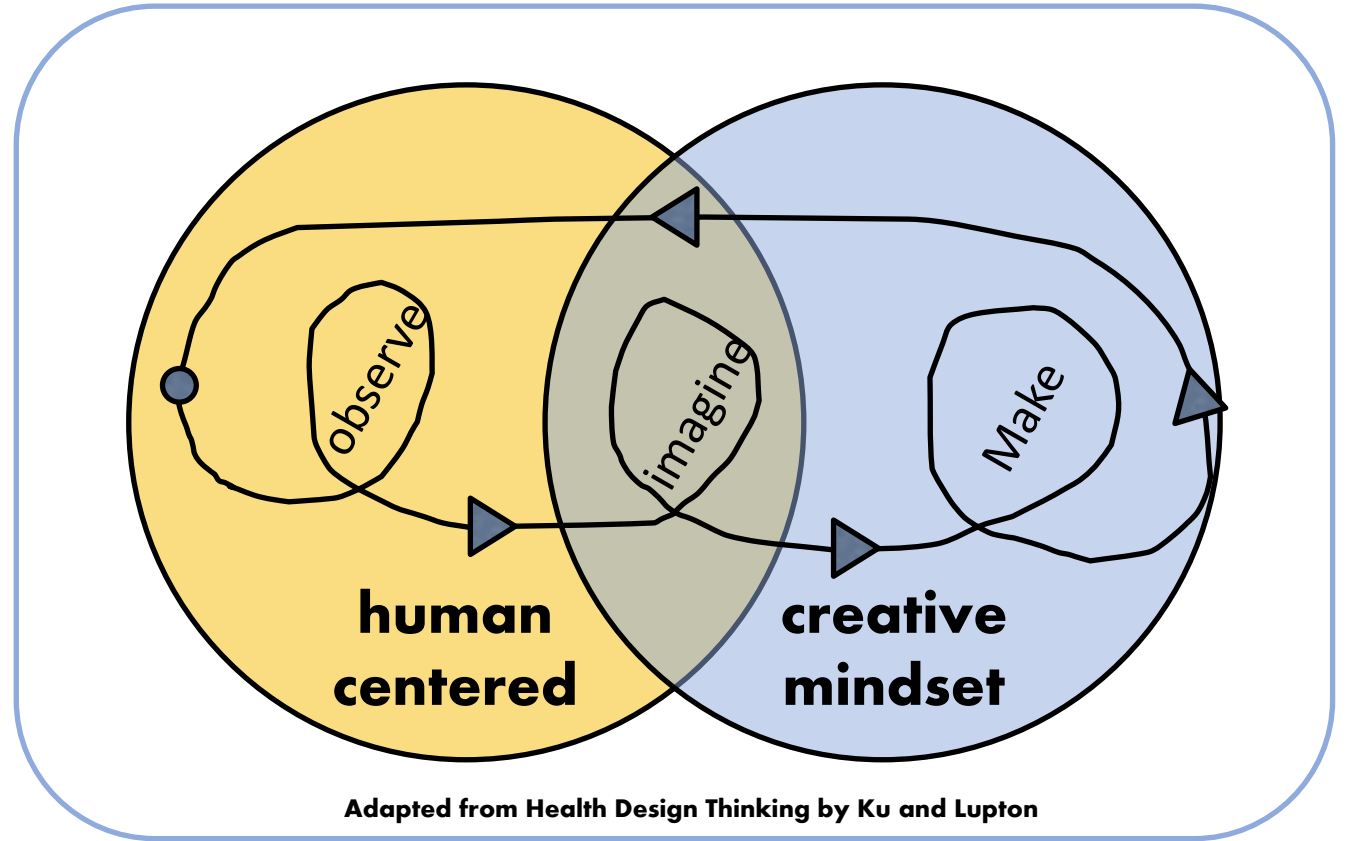 observe
imagine
Make
human
centered
creative
mindset
Adapted from Health Design Thinking by Ku and Lupton